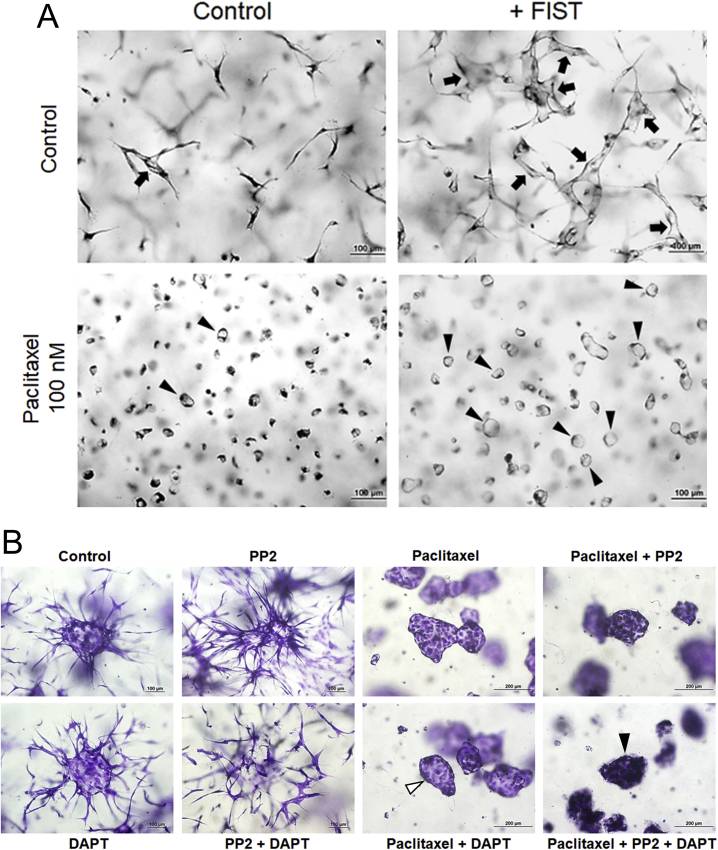 A
Control
+ FIST
Control
100 µm
100 µm
Paclitaxel
100 nM
100 µm
100 µm
B
Control
PP2
Paclitaxel
Paclitaxel + PP2
100 µm
100 µm
200 µm
200 µm
100 µm
100 µm
200 µm
200 µm
DAPT
PP2 + DAPT
Paclitaxel + DAPT
Paclitaxel + PP2 + DAPT